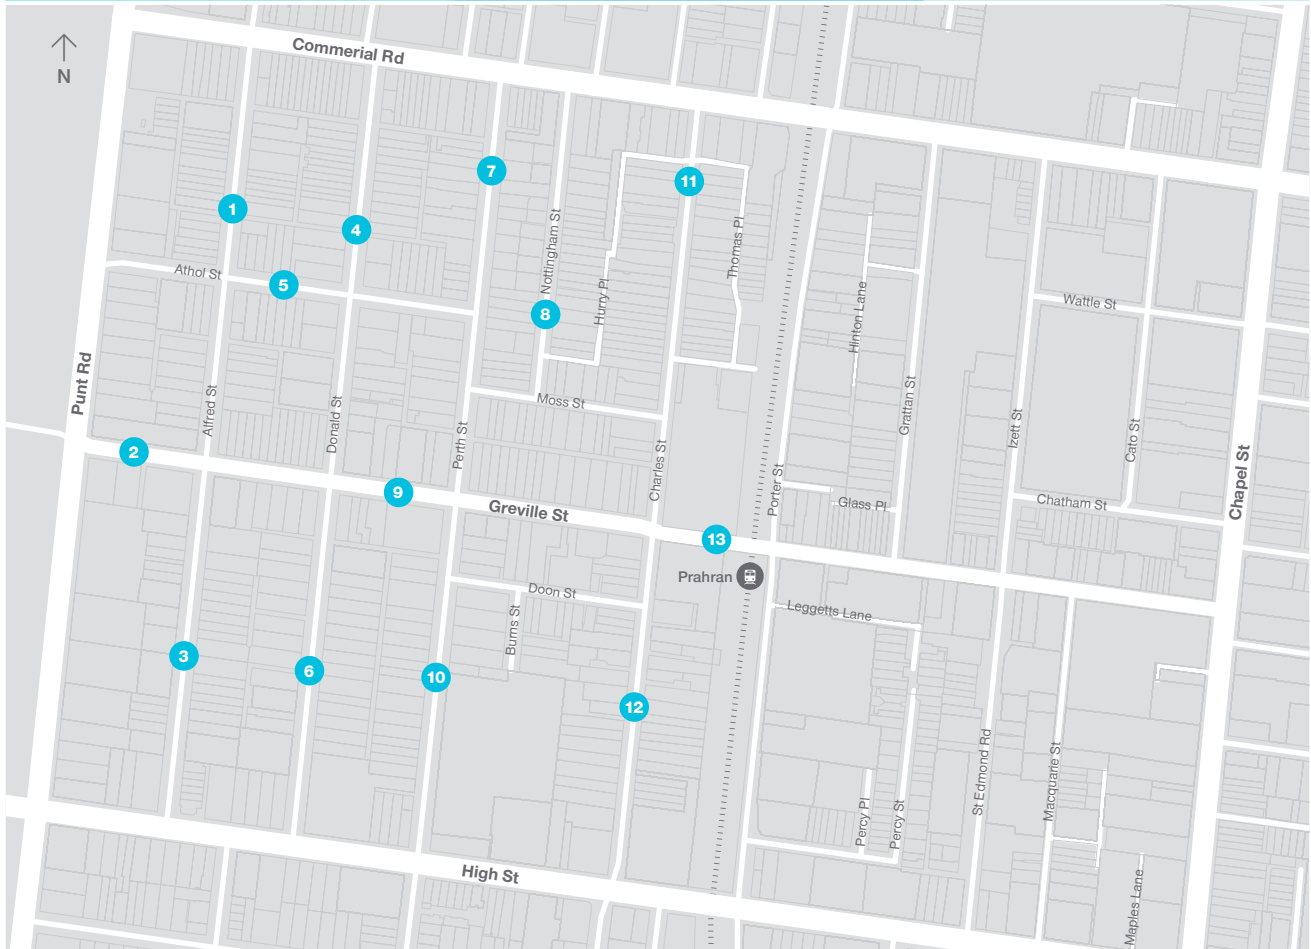 Commerial Rd
N
7
11
1
4
Nottingham St
Thomas Pl
Athol St
5
Hurry Pl
8
Hinton Lane
Wattle St
Punt Rd
Alfred St
Donald St
Moss St
Perth St
Charles St
Grattan St
Izett St
Cato St
Chapel St
2
9
Greville St
Porter St
Glass Pl
Chatham St
13
Prahran
Doon St
Burns St
Leggetts Lane
3
6
10
12
St Edmond Rd
Macquarie St
Percy Pl
Percy St
High St
Maples Lane